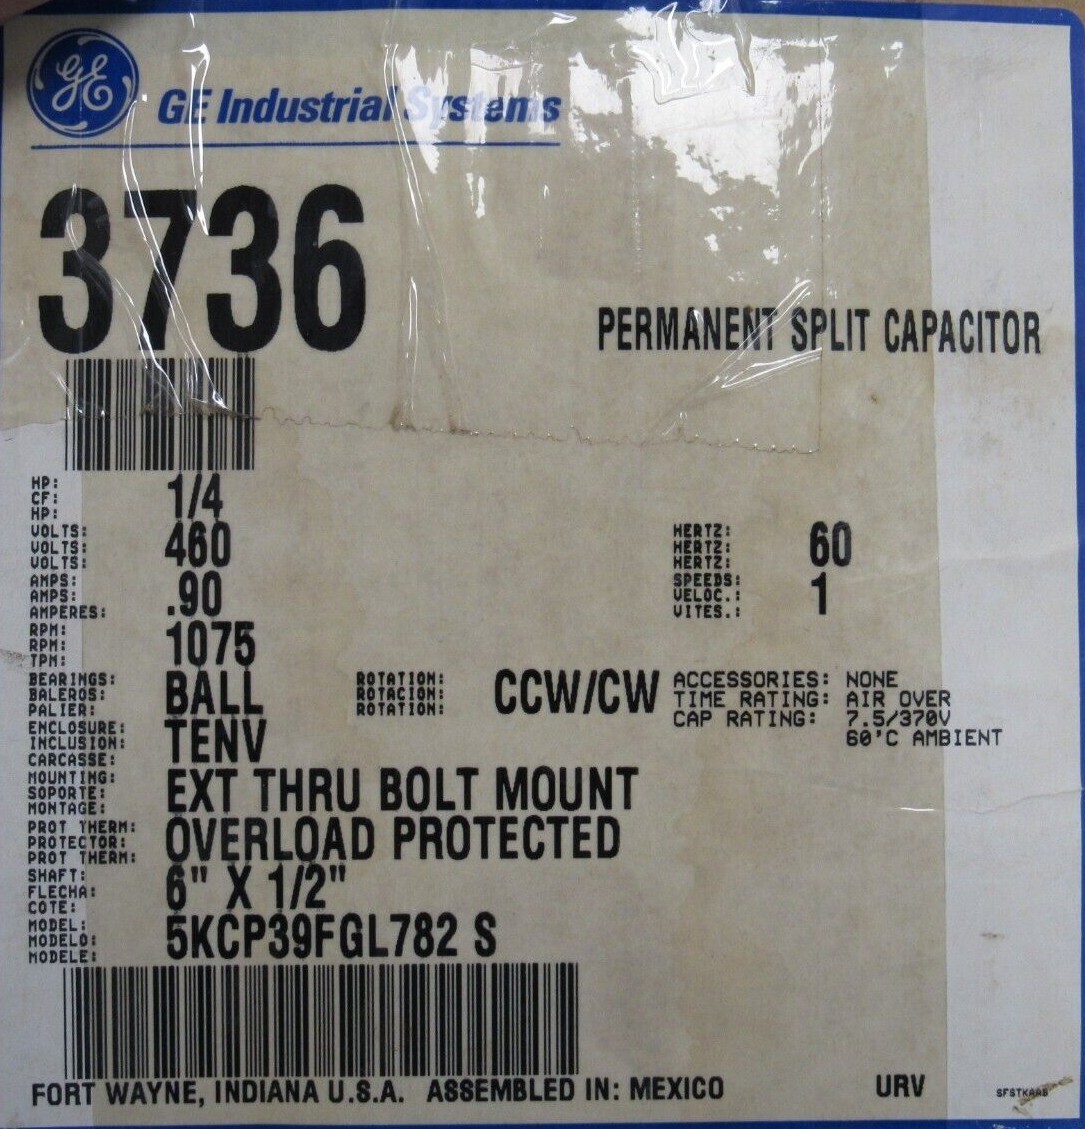 GE
GE Industrial Systems
3736
PERMANENT SPLIT CAPACITOR
HP:
CF:
HP:
1/4
VOLTS:
VOLTS:
VOLTS:
460
HERTZ:
HERTZ:
HERTZ:
60
AMPS:
AMPS:
AMPERES:
.90
SPEEDS:
VELOC.:
VITES.:
1
RPM:
RPM:
TPM:
1075
BEARINGS:
BALEROS:
PALIER:
BALL
ROTATION:
ROTACION:
ROTATION:
CCW/CW
ACCESSORIES: NONE
TIME RATING: AIR OVER
CAP RATING: 7.5/370V
60'C AMBIENT
ENCLOSURE:
INCLUSION:
CARCASSE:
TENV
MOUNTING:
SOPORTE:
MONTAGE:
EXT THRU BOLT MOUNT
PROT THERM:
PROTECTOR:
PROT THERM:
OVERLOAD PROTECTED
SHAFT:
FLECHA:
COTE:
6" X 1/2"
MODEL:
MODELO:
MODELE:
5KCP39FGL782 S
FORT WAYNE, INDIANA U.S.A. ASSEMBLED IN: MEXICO
URV